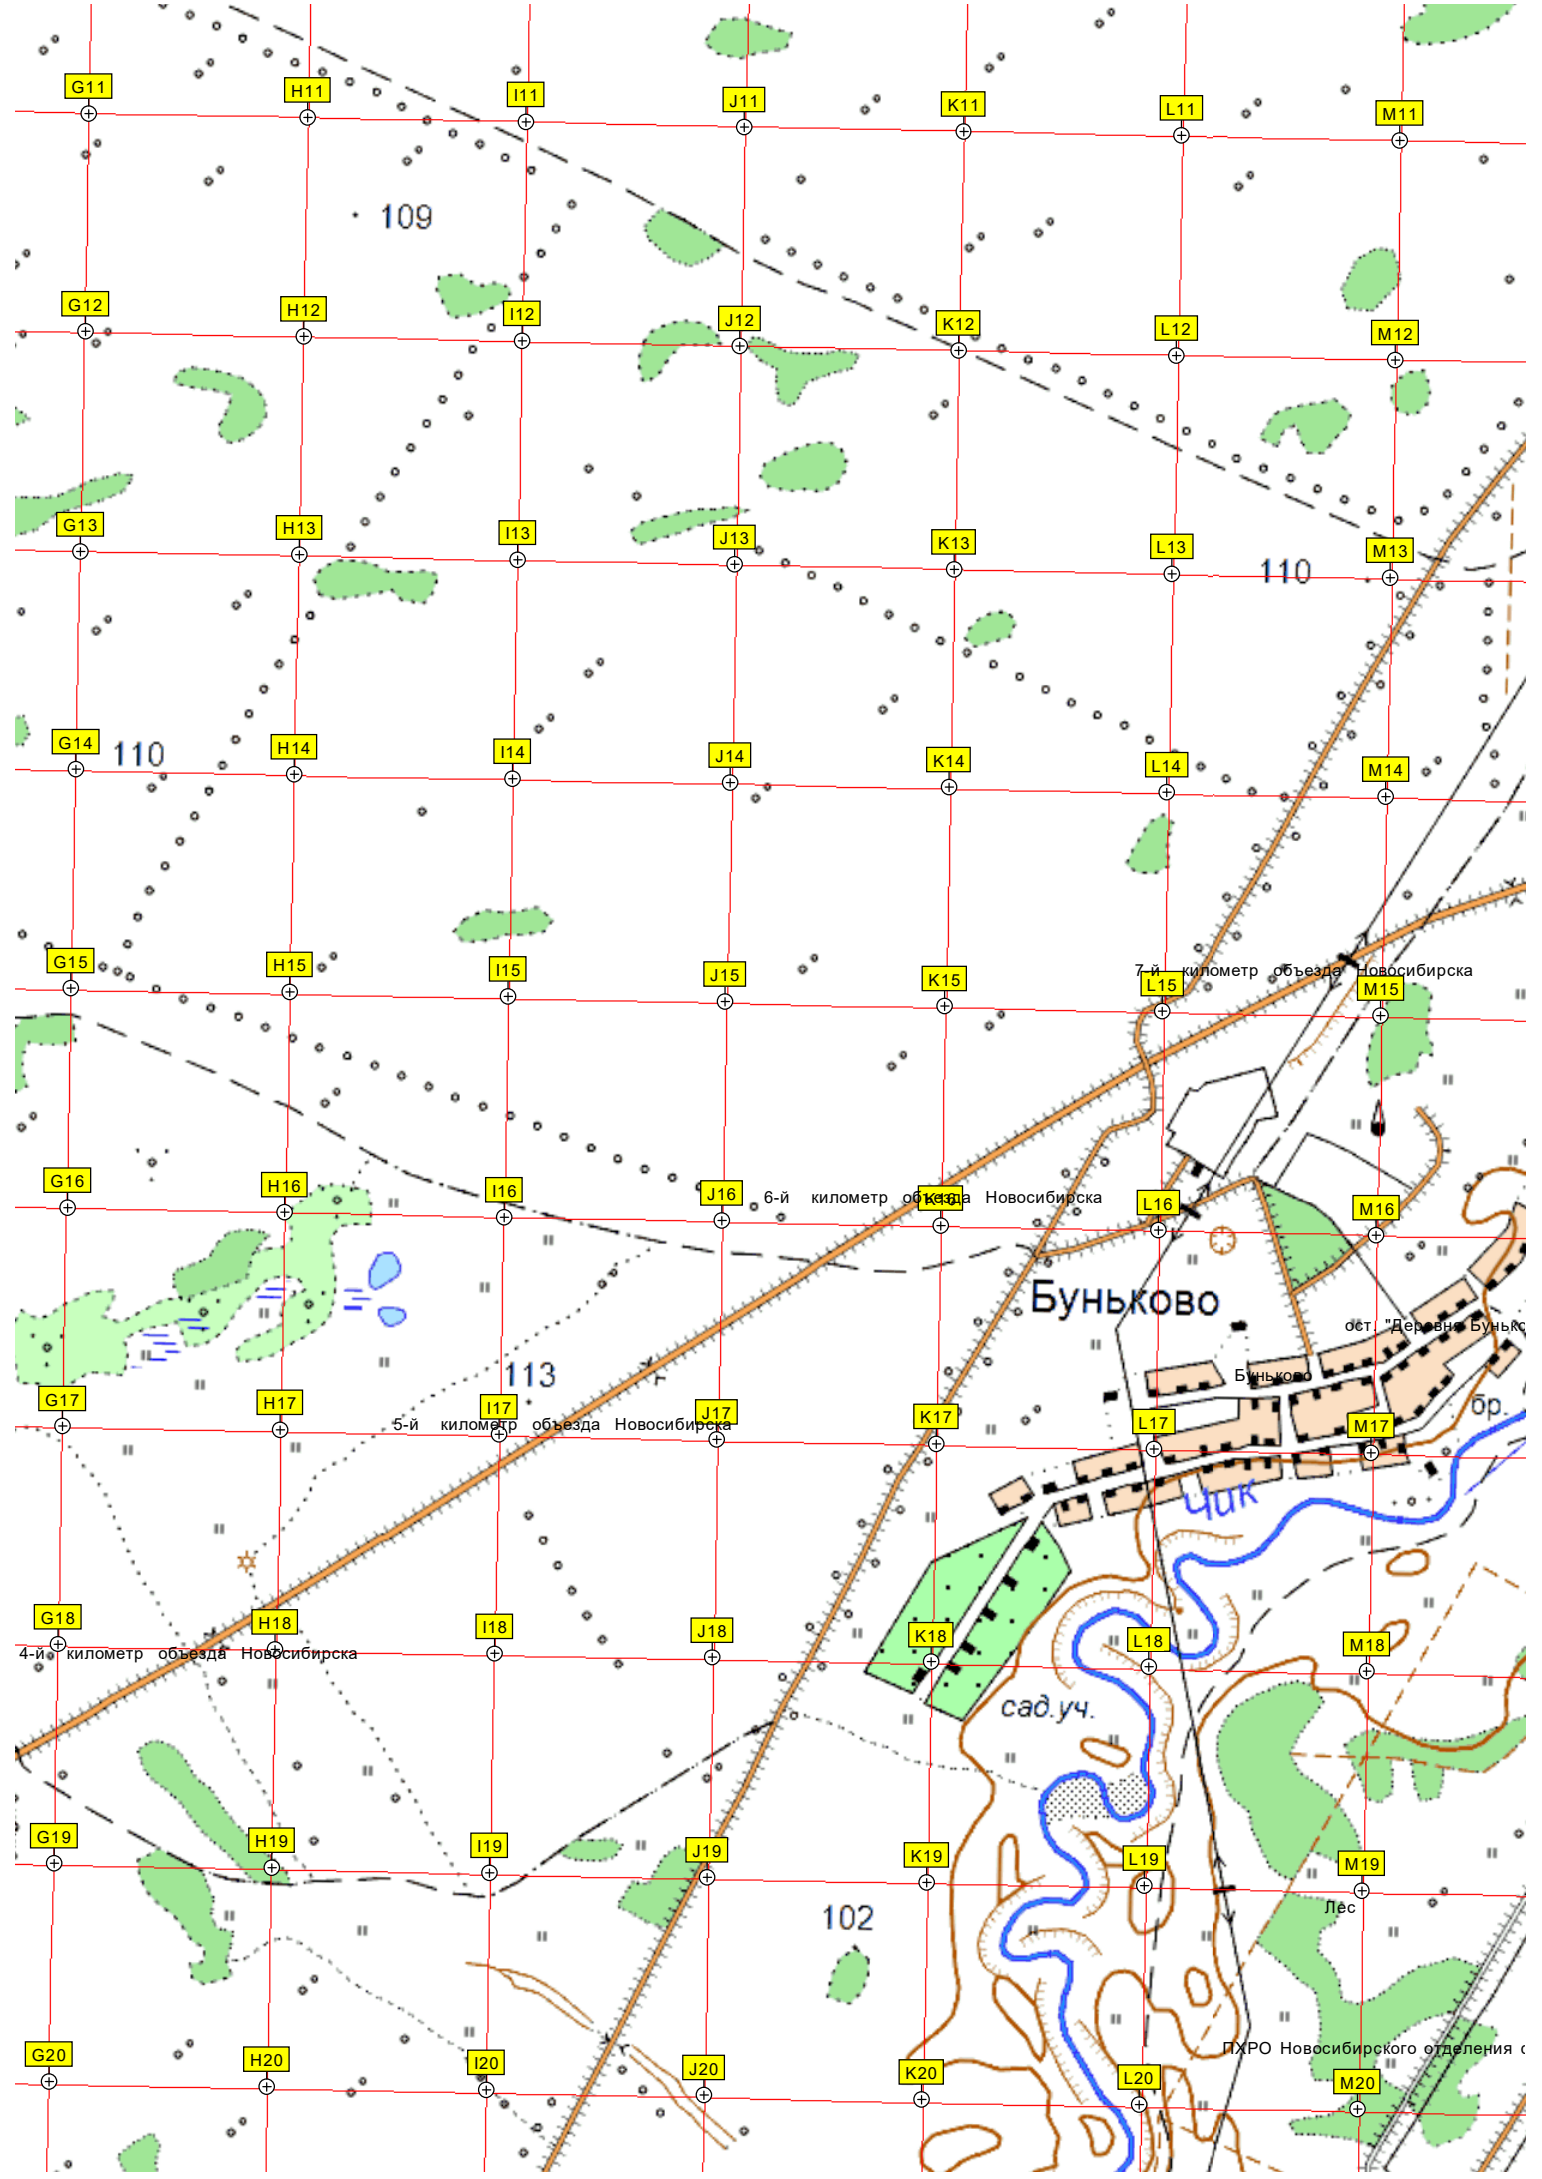 G11 H11 I11 J11 K11 L11 M11
109
G12 H12 I12 J12 K12 L12 M12
G13 H13 I13 J13 K13 L13 M13
110
G14 H14 I14 J14 K14 L14 M14
110
G15 H15 I15 J15 K15 L15 M15
7-й километр объезда Новосибирска
G16 H16 I16 J16 K16 L16 M16
6-й километр объезда Новосибирска
Буньково
ост. "Деревня Бунько
Буньково
113
бр.
G17 H17 I17 J17 K17 L17 M17
5-й километр объезда Новосибирска
Чик
G18 H18 I18 J18 K18 L18 M18
4-й километр объезда Новосибирска
сад.уч.
G19 H19 I19 J19 K19 L19 M19
Лес
102
ПХРО Новосибирского отделения
G20 H20 I20 J20 K20 L20 M20